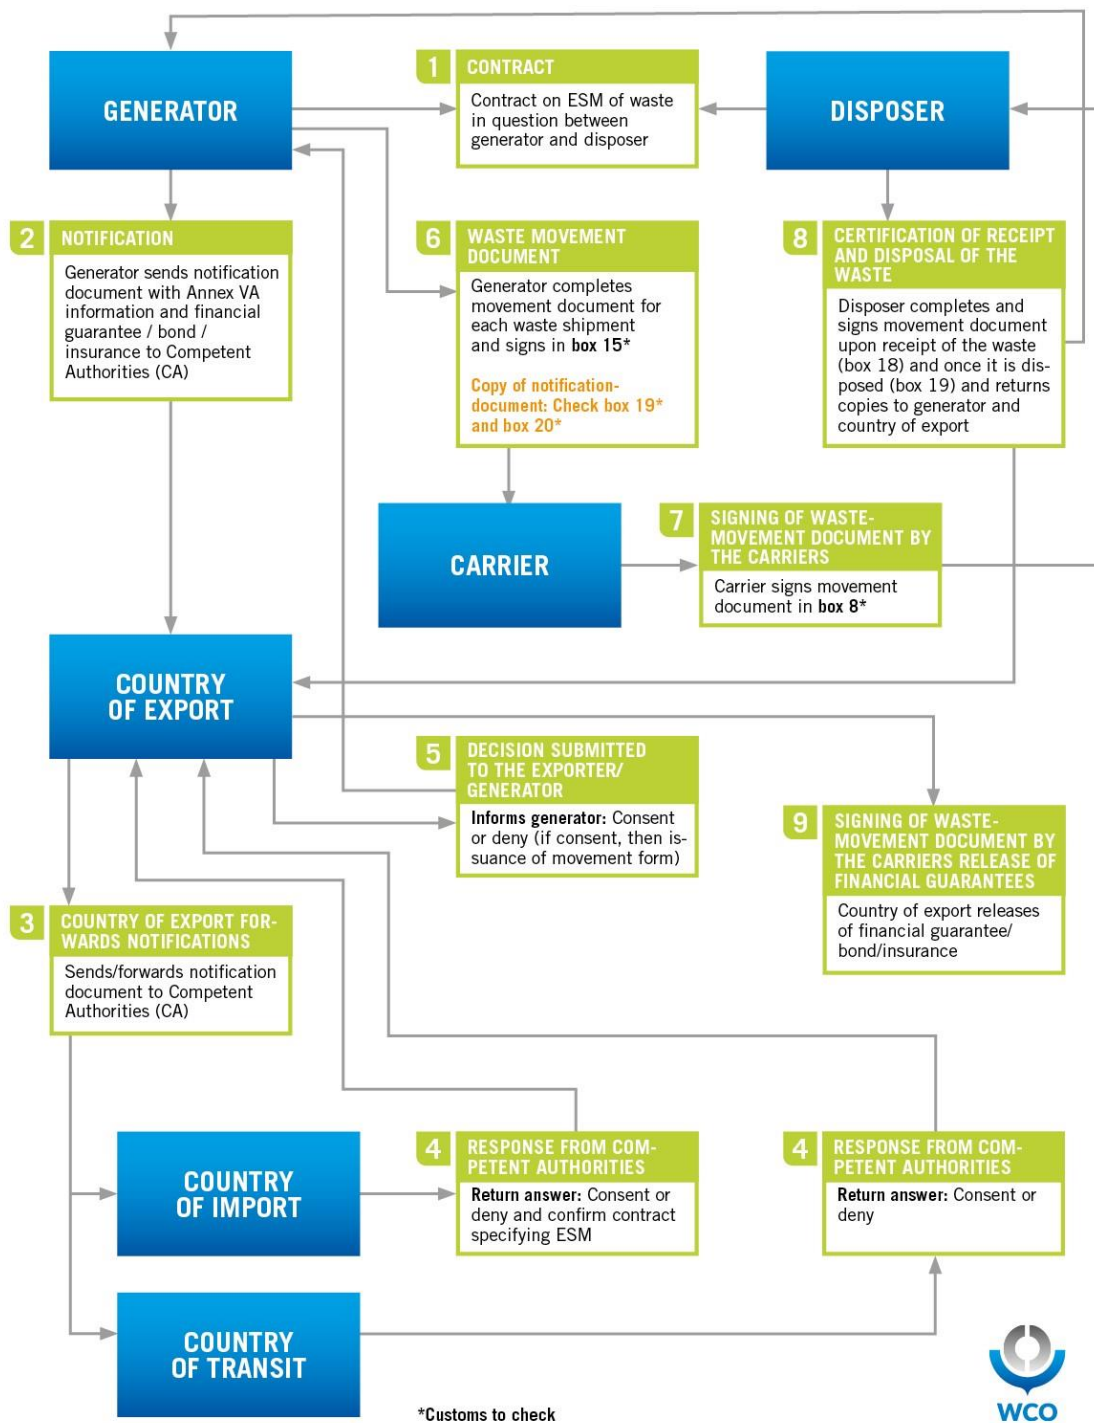 GENERATOR
1
CONTRACT
Contract on ESM of waste
in question between
generator and disposer
DISPOSER
2
NOTIFICATION
Generator sends notification
document with Annex VA
information and financial
guarantee / bond /
insurance to Competent
Authorities (CA)
6
WASTE MOVEMENT
DOCUMENT
Generator completes
movement document for
each waste shipment
and signs in box 15*
Copy of notification-
document: Check box 19*
and box 20*
8
CERTIFICATION OF RECEIPT
AND DISPOSAL OF THE
WASTE
Disposer completes and
signs movement document
upon receipt of the waste
(box 18) and once it is dis-
posed (box 19) and returns
copies to generator and
country of export
CARRIER
7
SIGNING OF WASTE-
MOVEMENT DOCUMENT BY
THE CARRIERS
Carrier signs movement
document in box 8*
COUNTRY
OF EXPORT
5
DECISION SUBMITTED
TO THE EXPORTER/
GENERATOR
Informs generator: Consent
or deny (if consent, then is-
suance of movement form)
9
SIGNING OF WASTE-
MOVEMENT DOCUMENT BY
THE CARRIERS RELEASE OF
FINANCIAL GUARANTEES
Country of export releases
of financial guarantee/
bond/insurance
3
COUNTRY OF EXPORT FOR-
WARDS NOTIFICATIONS
Sends/forwards notification
document to Competent
Authorities (CA)
COUNTRY
OF IMPORT
4
RESPONSE FROM COM-
PETENT AUTHORITIES
Return answer: Consent or
deny and confirm contract
specifying ESM
4
RESPONSE FROM COM-
PETENT AUTHORITIES
Return answer: Consent or
deny
COUNTRY
OF TRANSIT
*Customs to check
WCO